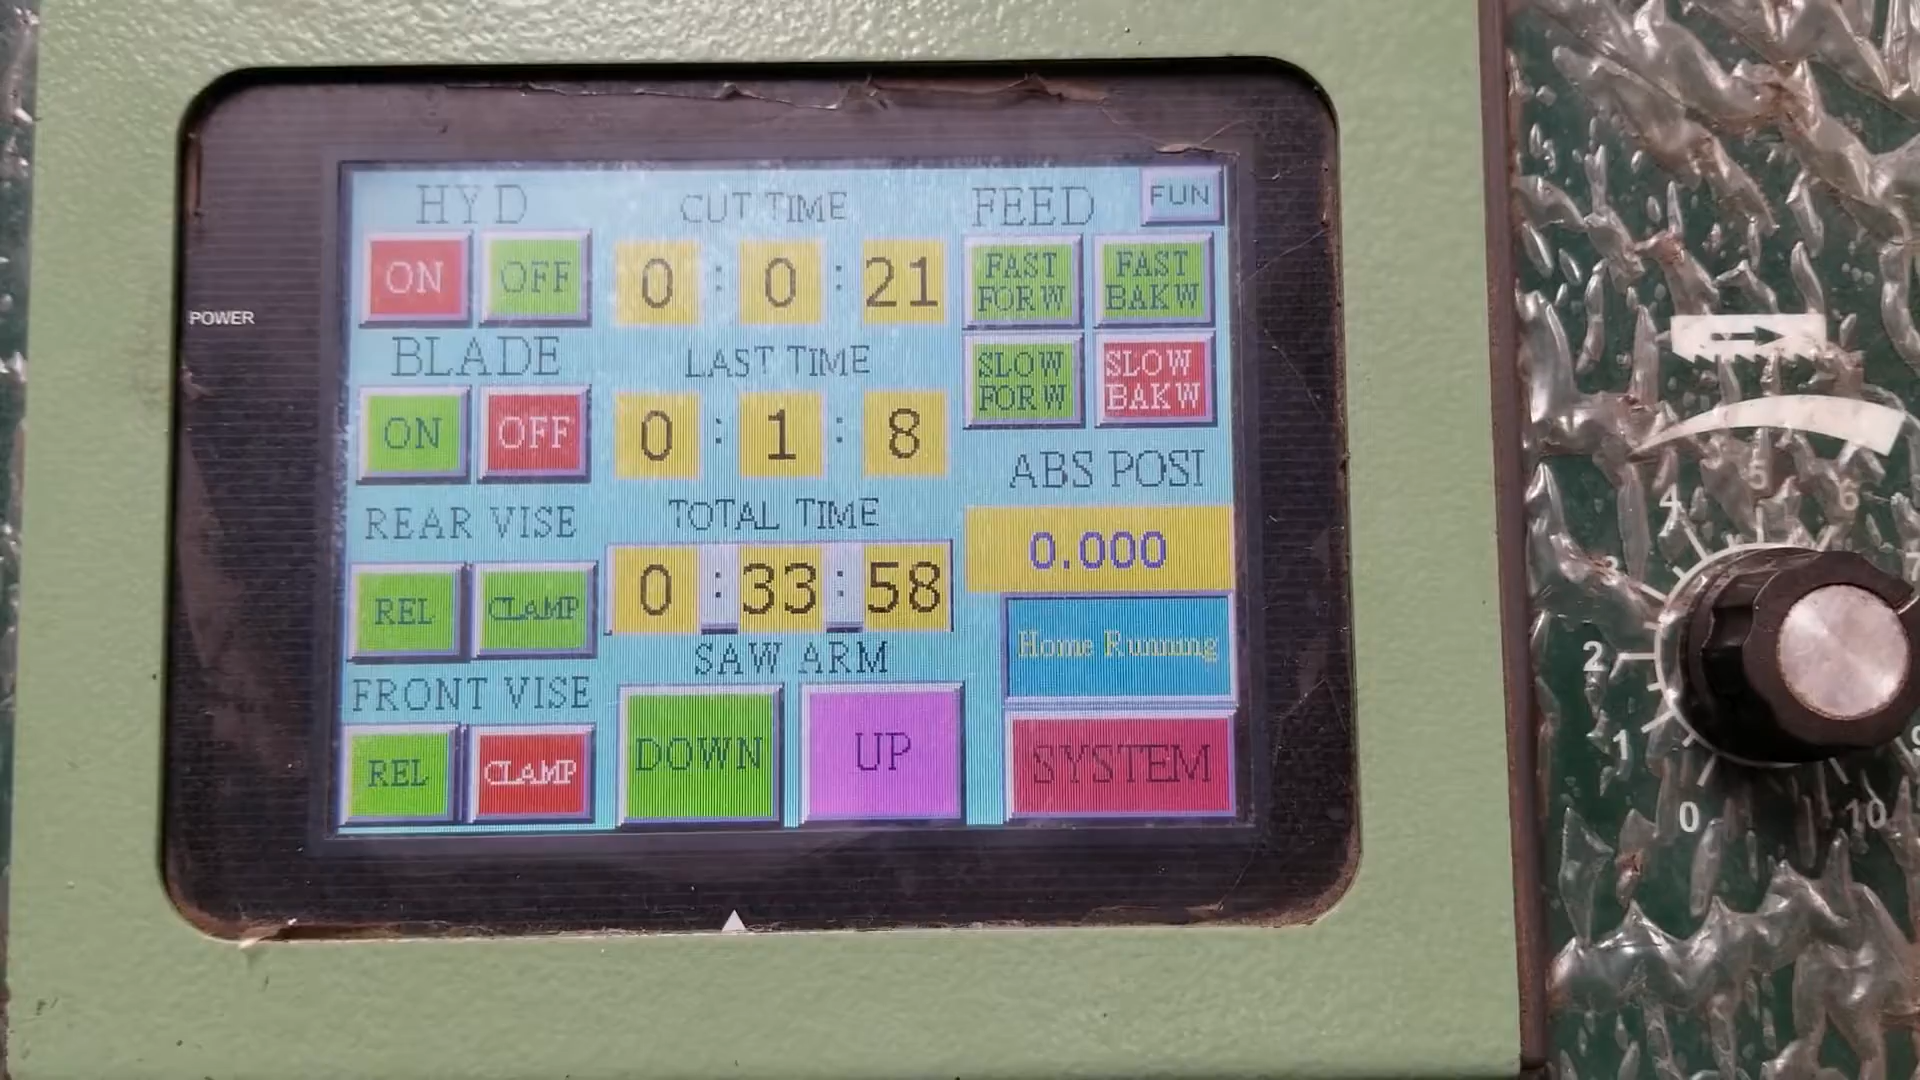 HYD
ON OFF
BLADE
ON OFF
REAR VISE
REL CLAMP
FRONT VISE
REL CLAMP
CUT TIME
0 : 0 : 21
LAST TIME
0 : 1 : 8
TOTAL TIME
0 : 33 : 58
SAW ARM
DOWN UP
FEED
FUN
FAST FORW
FAST BAKW
SLOW FORW
SLOW BAKW
ABS POSI
0.000
Home Running
SYSTEM
POWER
0
1
2
3
4
5
6
7
9
10